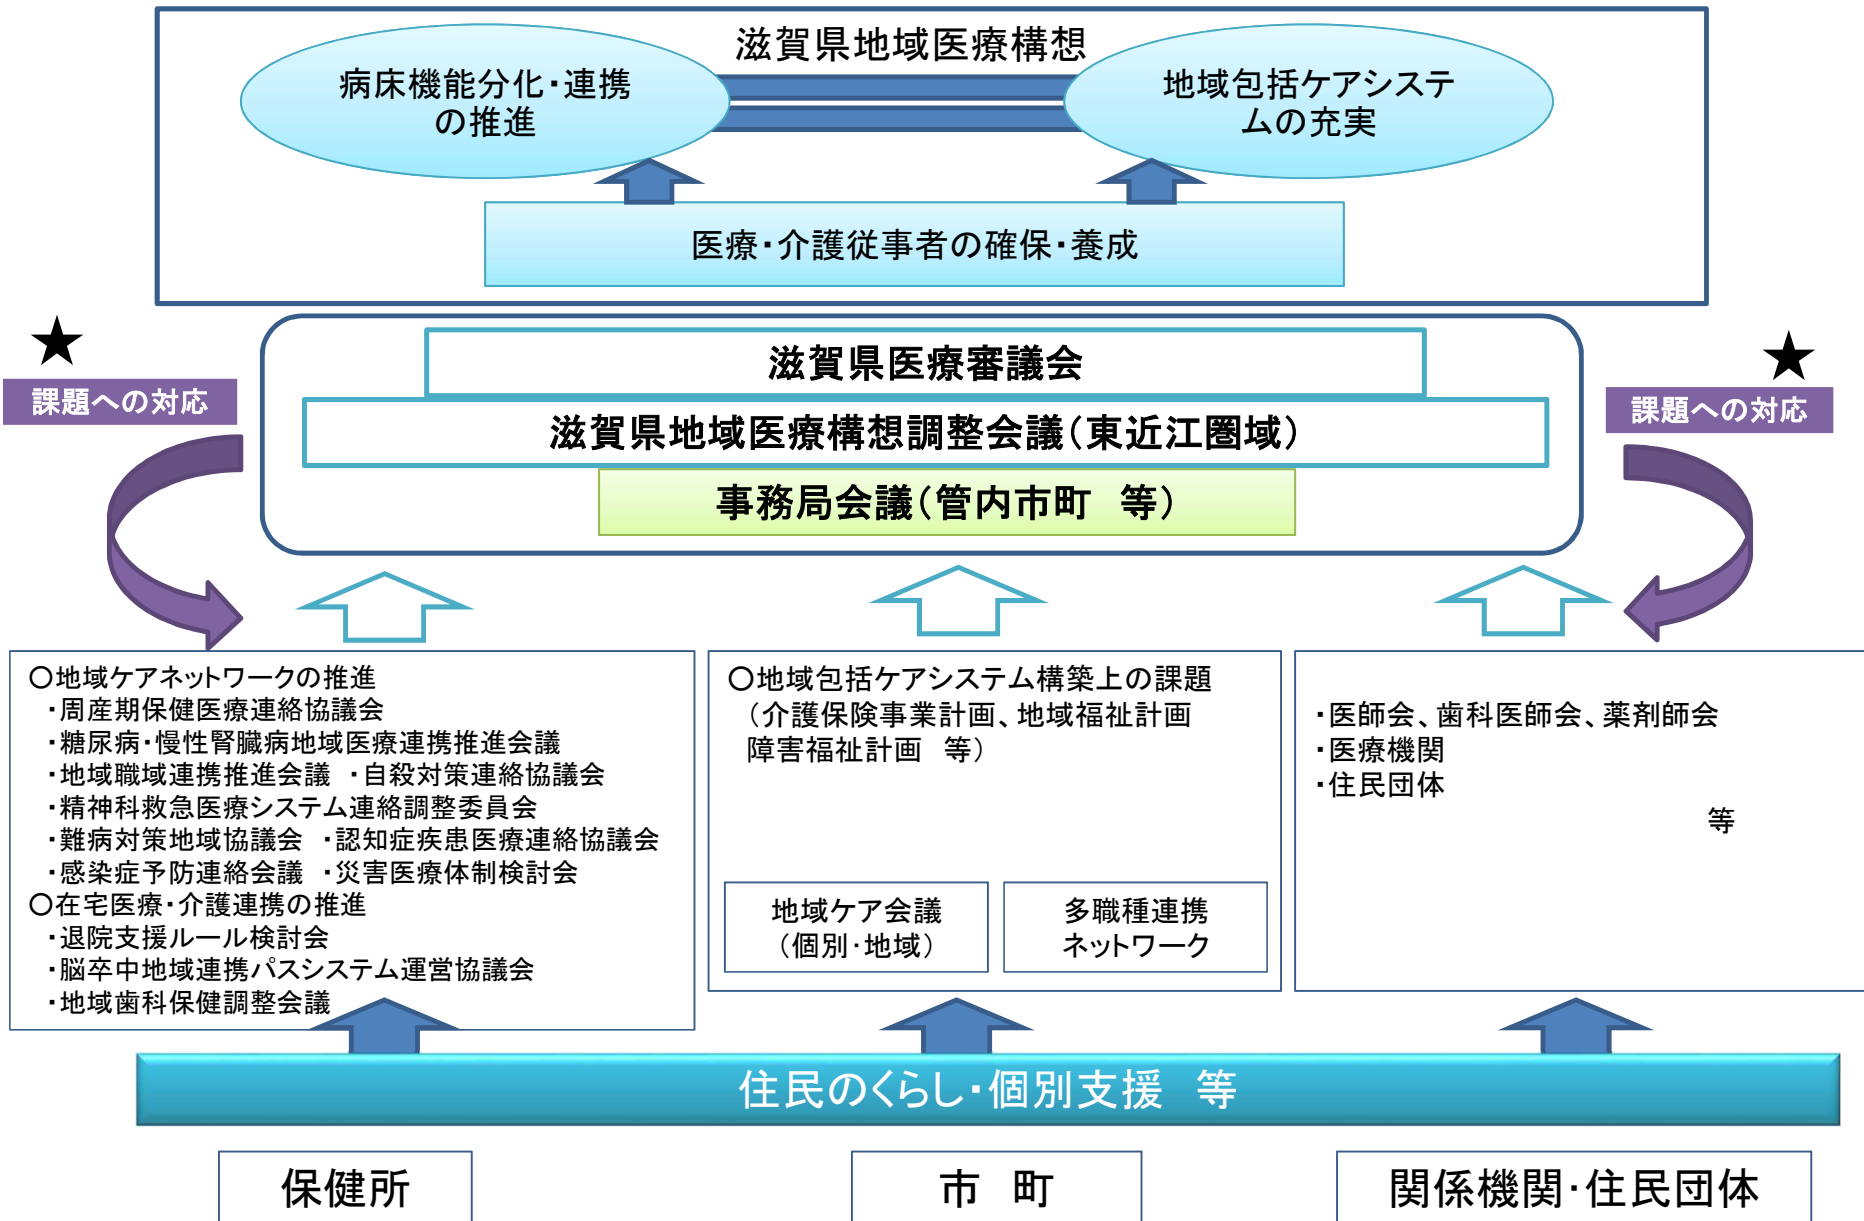 滋賀県地域医療構想
病床機能分化・連携
の推進
地域包括ケアシステ
ムの充実
医療・介護従事者の確保・養成
★
課題への対応
★
課題への対応
滋賀県医療審議会
滋賀県地域医療構想調整会議(東近江圏域)
事務局会議(管内市町　等)
○地域ケアネットワークの推進
・周産期保健医療連絡協議会
・糖尿病・慢性腎臓病地域医療連携推進会議
・地域職域連携推進会議　・自殺対策連絡協議会
・精神科救急医療システム連絡調整委員会
・難病対策地域協議会　・認知症疾患医療連絡協議会
・感染症予防連絡会議　・災害医療体制検討会
○在宅医療・介護連携の推進
・退院支援ルール検討会
・脳卒中地域連携パスシステム運営協議会
・地域歯科保健調整会議
○地域包括ケアシステム構築上の課題
(介護保険事業計画、地域福祉計画
障害福祉計画　等)
地域ケア会議
(個別・地域)
多職種連携
ネットワーク
・医師会、歯科医師会、薬剤師会
・医療機関
・住民団体
等
住民のくらし・個別支援　等
保健所
市　町
関係機関・住民団体